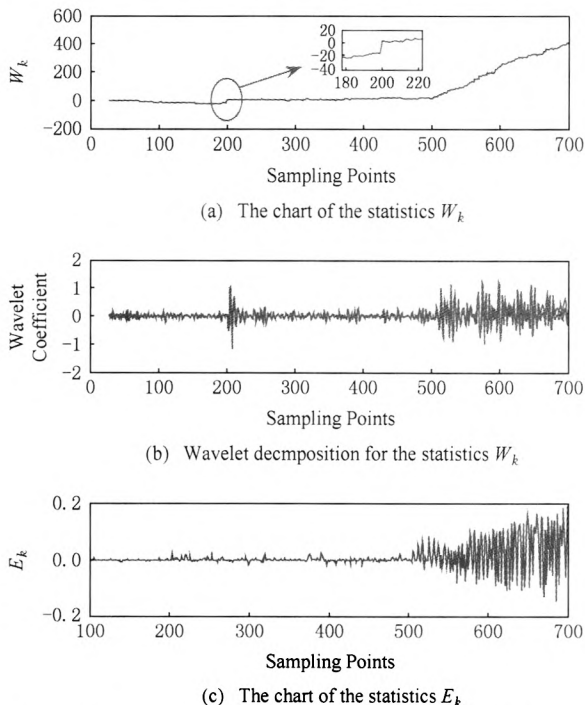 600
400
200
0
−200
W_k
20
0
−20
−40
180 200 220
0 100 200 300 400 500 600 700
Sampling Points
(a) The chart of the statistics W_k
2
1
0
−1
−2
Wavelet
Coefficient
0 100 200 300 400 500 600 700
Sampling Points
(b) Wavelet decmposition for the statistics W_k
0.2
0.0
−0.2
E_k
100 200 300 400 500 600 700
Sampling Points
(c) The chart of the statistics E_k